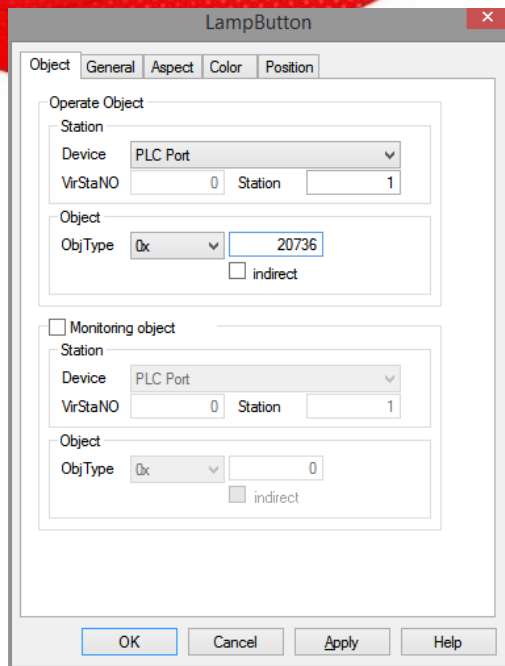 LampButton
Object General Aspect Color Position
Operate Object
Station
Device PLC Port
VirStaNO 0 Station 1
Object
ObjType 0x 20736
indirect
Monitoring object
Station
Device PLC Port
VirStaNO 0 Station 1
Object
ObjType 0x 0
indirect
OK Cancel Apply Help